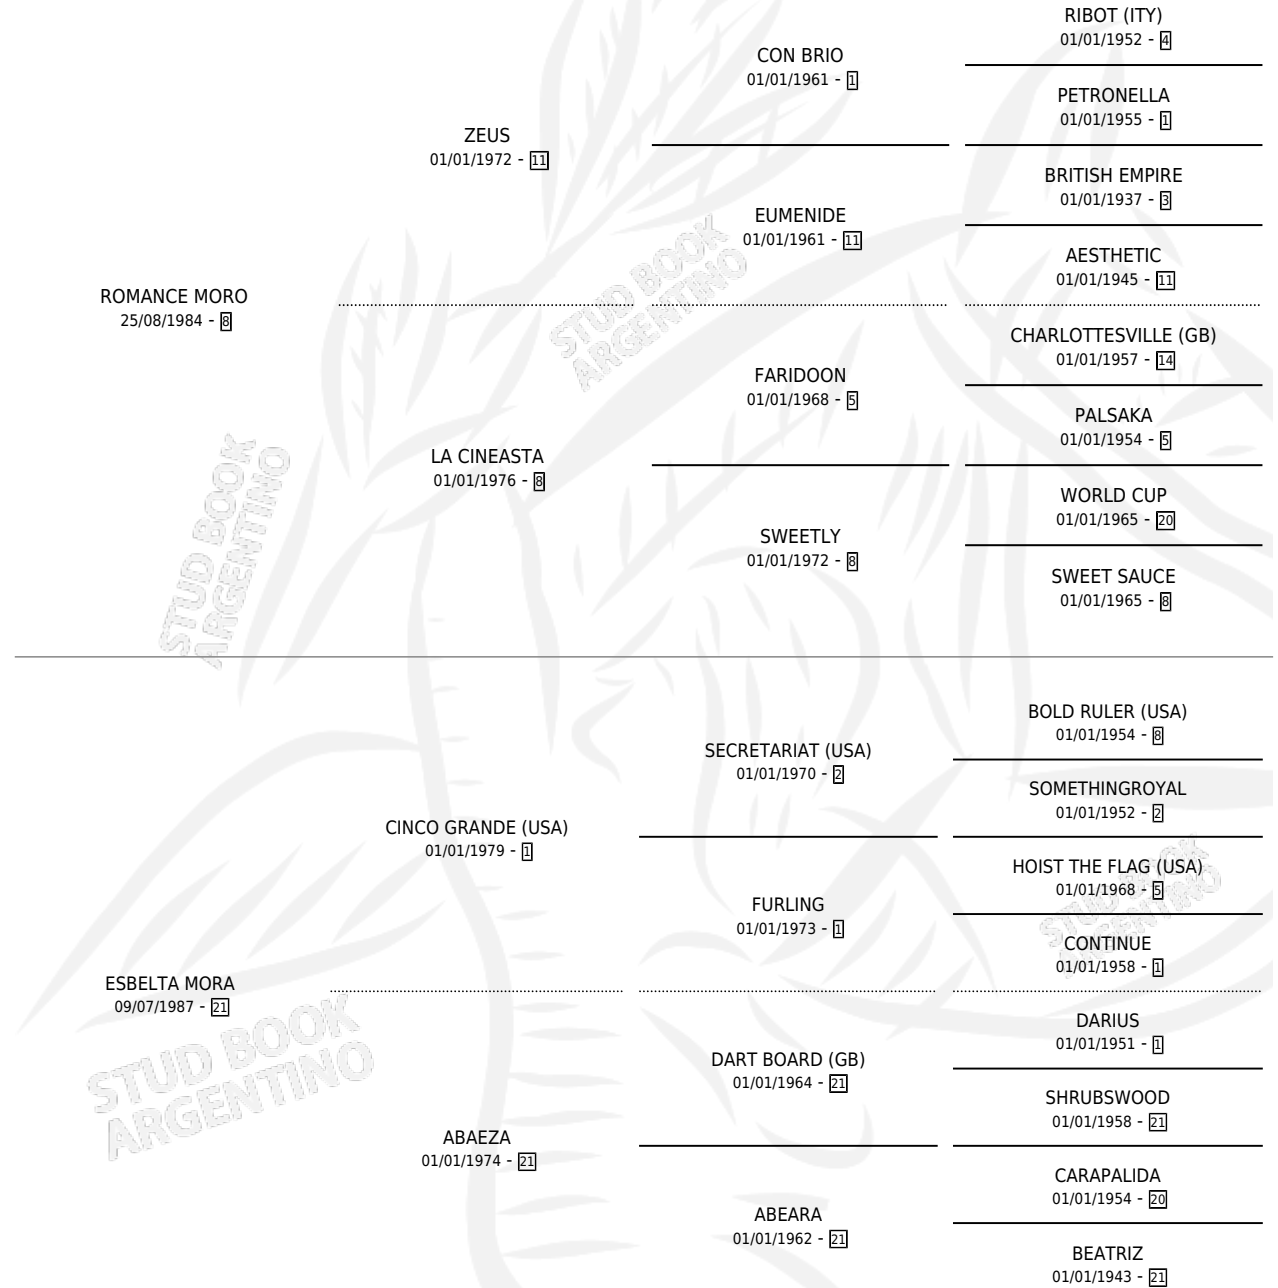 RIBOT (ITY)
01/01/1952 - 4
CON BRIO
01/01/1961 - 1
PETRONELLA
01/01/1955 - 1
ZEUS
01/01/1972 - 11
BRITISH EMPIRE
01/01/1937 - 3
EUMENIDE
01/01/1961 - 11
AESTHETIC
01/01/1945 - 11
ROMANCE MORO
25/08/1984 - 8
CHARLOTTESVILLE (GB)
01/01/1957 - 14
FARIDOON
01/01/1968 - 5
PALSAKA
01/01/1954 - 5
LA CINEASTA
01/01/1976 - 8
WORLD CUP
01/01/1965 - 20
SWEETLY
01/01/1972 - 8
SWEET SAUCE
01/01/1965 - 8
STUD BOOK
ARGENTINO
STUD BOOK
ARGENTINO
BOLD RULER (USA)
01/01/1954 - 8
SECRETARIAT (USA)
01/01/1970 - 2
SOMETHINGROYAL
01/01/1952 - 2
CINCO GRANDE (USA)
01/01/1979 - 1
HOIST THE FLAG (USA)
01/01/1968 - 5
FURLING
01/01/1973 - 1
CONTINUE
01/01/1958 - 1
STUD BOOK
ARGENTINO
ESBELTA MORA
09/07/1987 - 21
DARIUS
01/01/1951 - 1
DART BOARD (GB)
01/01/1964 - 21
SHRUBSWOOD
01/01/1958 - 21
STUD BOOK
ARGENTINO
ABAEZA
01/01/1974 - 21
CARAPALIDA
01/01/1954 - 20
ABEARA
01/01/1962 - 21
BEATRIZ
01/01/1943 - 21